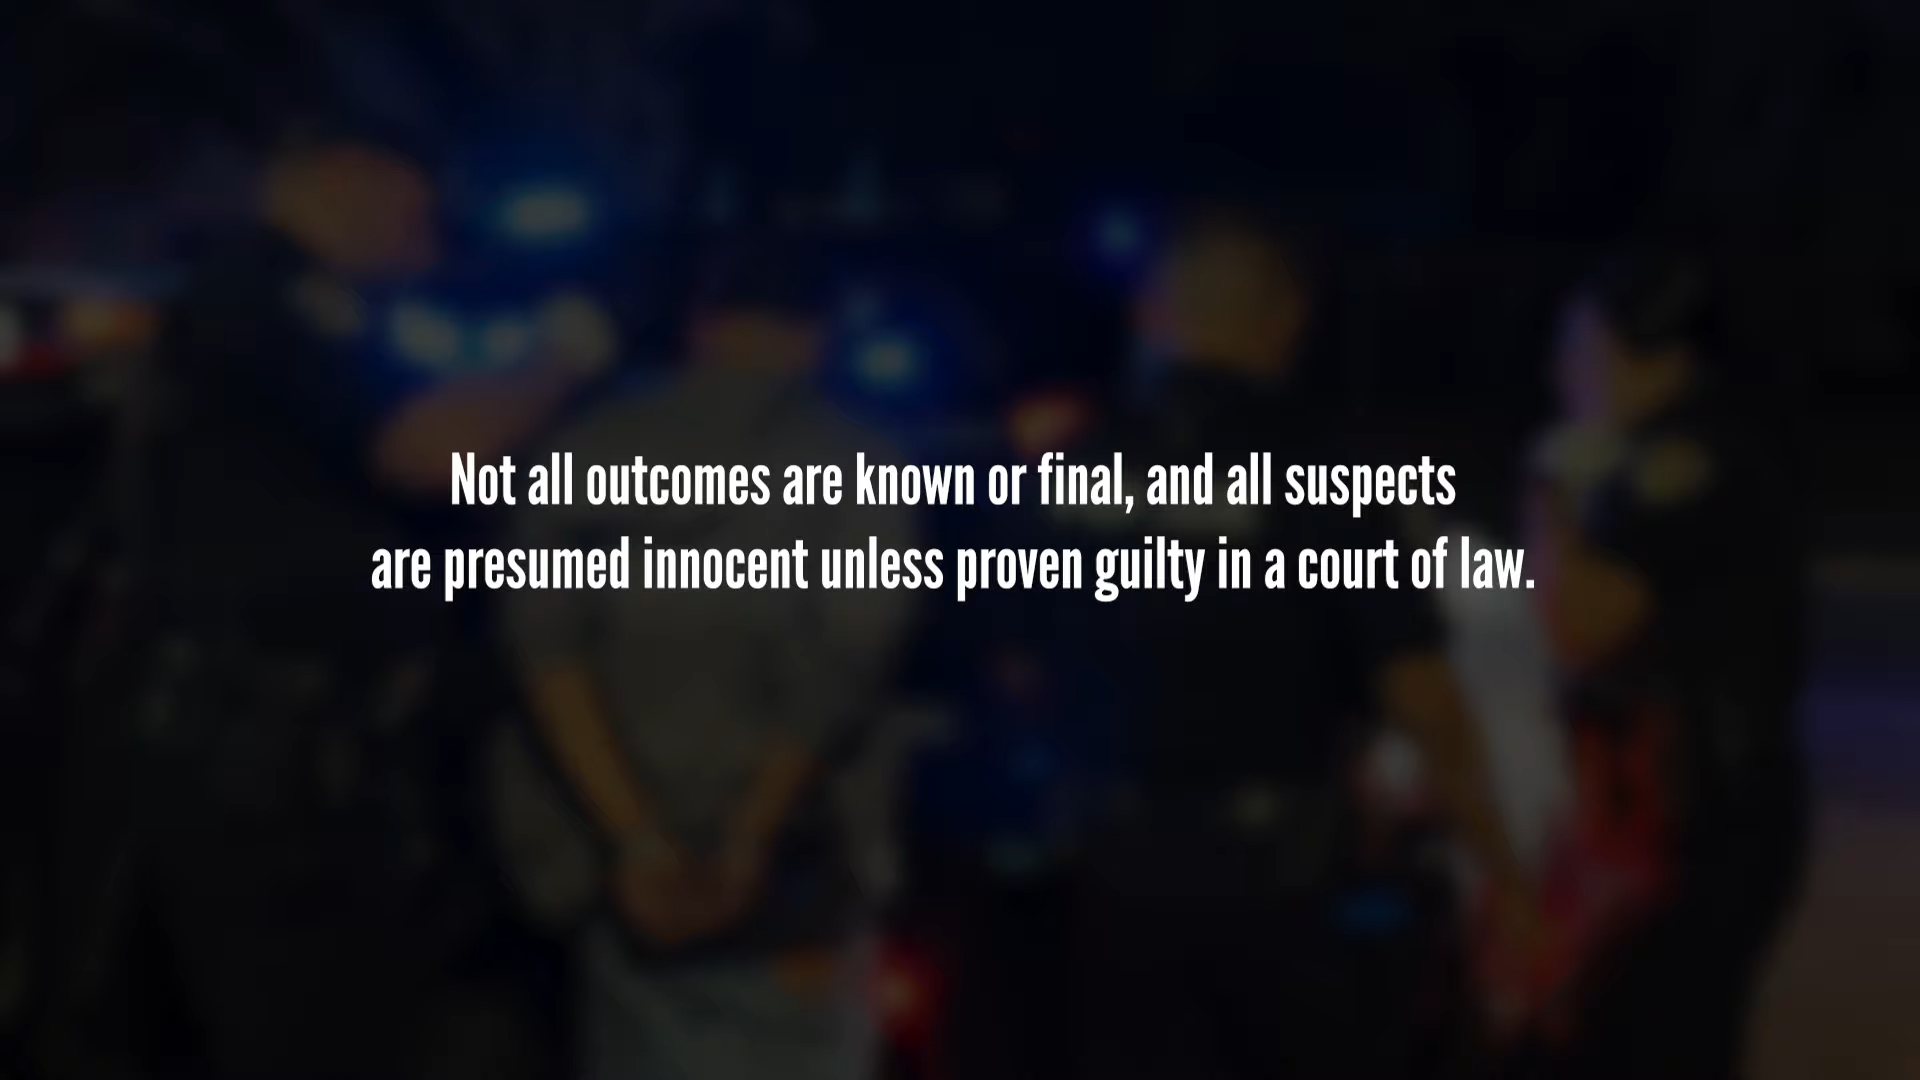 Not all outcomes are known or final, and all suspects
are presumed innocent unless proven guilty in a court of law.